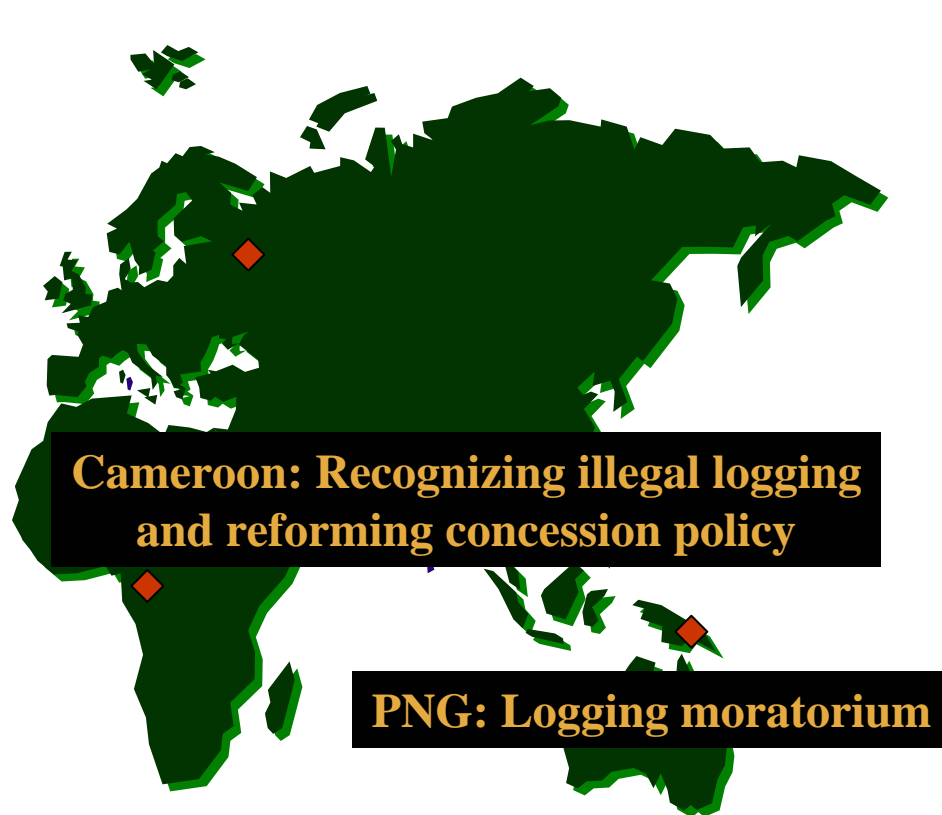 Cameroon: Recognizing illegal logging
and reforming concession policy
PNG: Logging moratorium